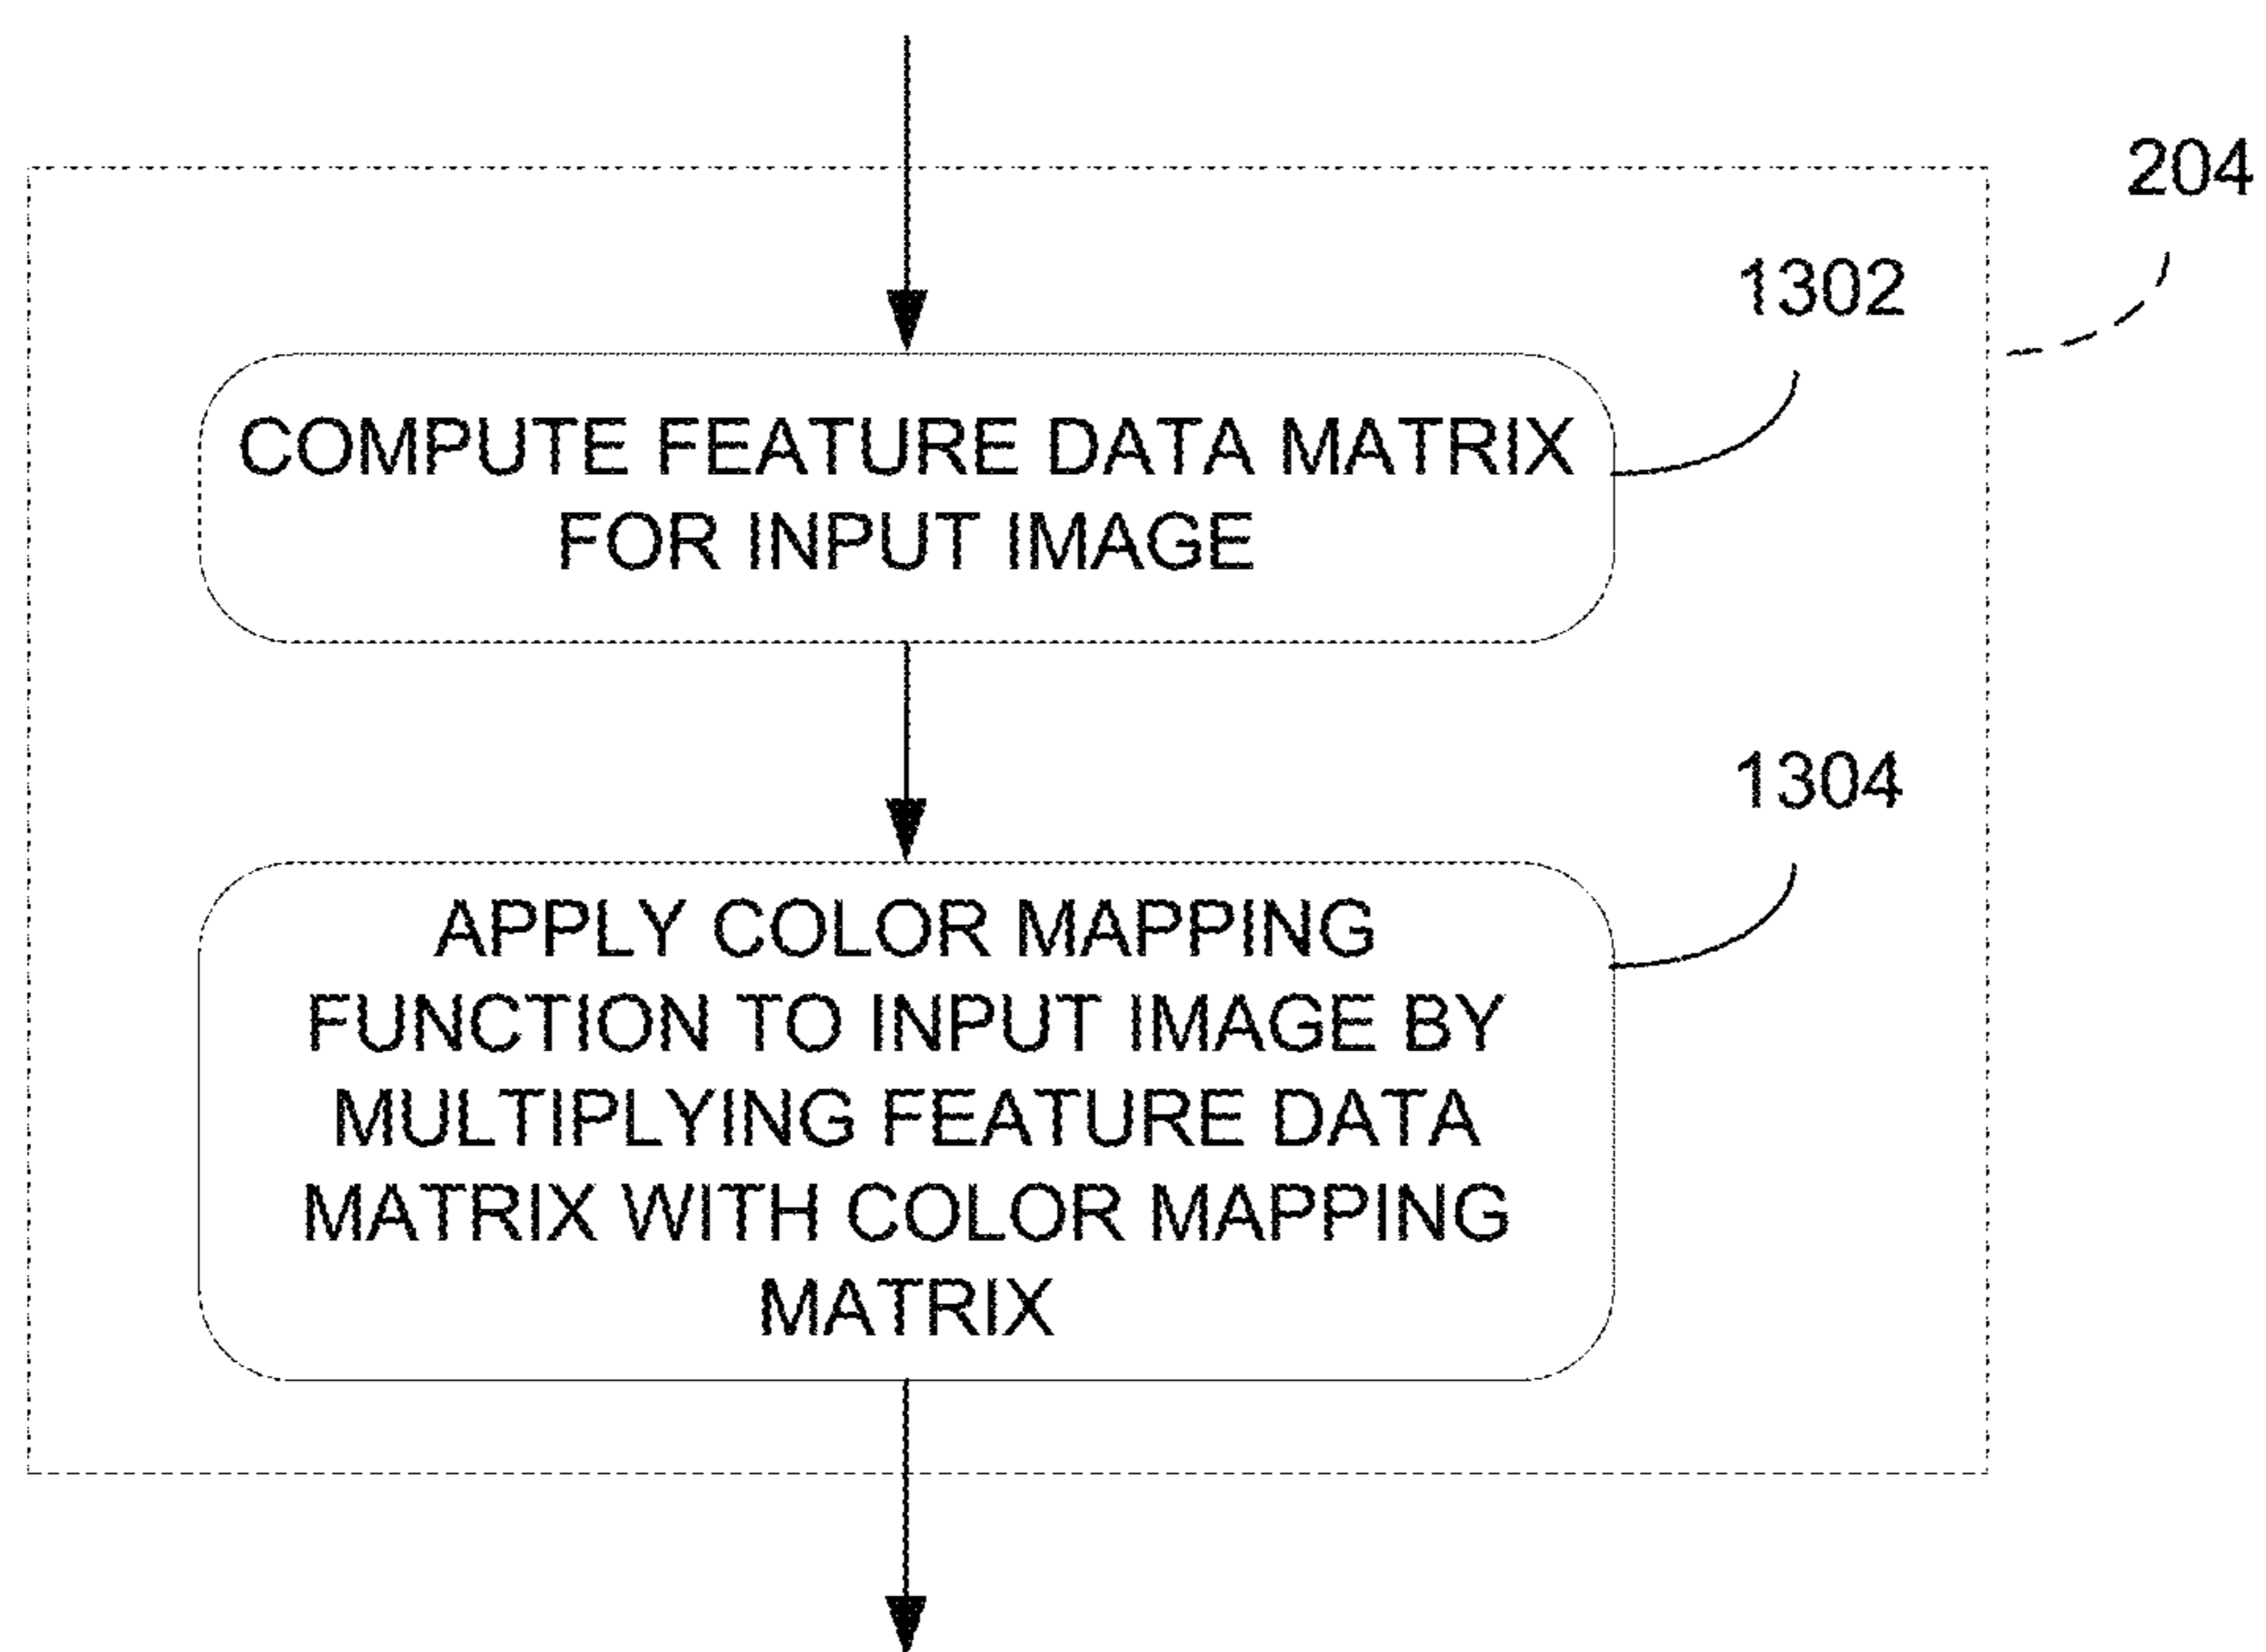 204
1302
COMPUTE FEATURE DATA MATRIX
FOR INPUT IMAGE
1304
APPLY COLOR MAPPING
FUNCTION TO INPUT IMAGE BY
MULTIPLYING FEATURE DATA
MATRIX WITH COLOR MAPPING
MATRIX